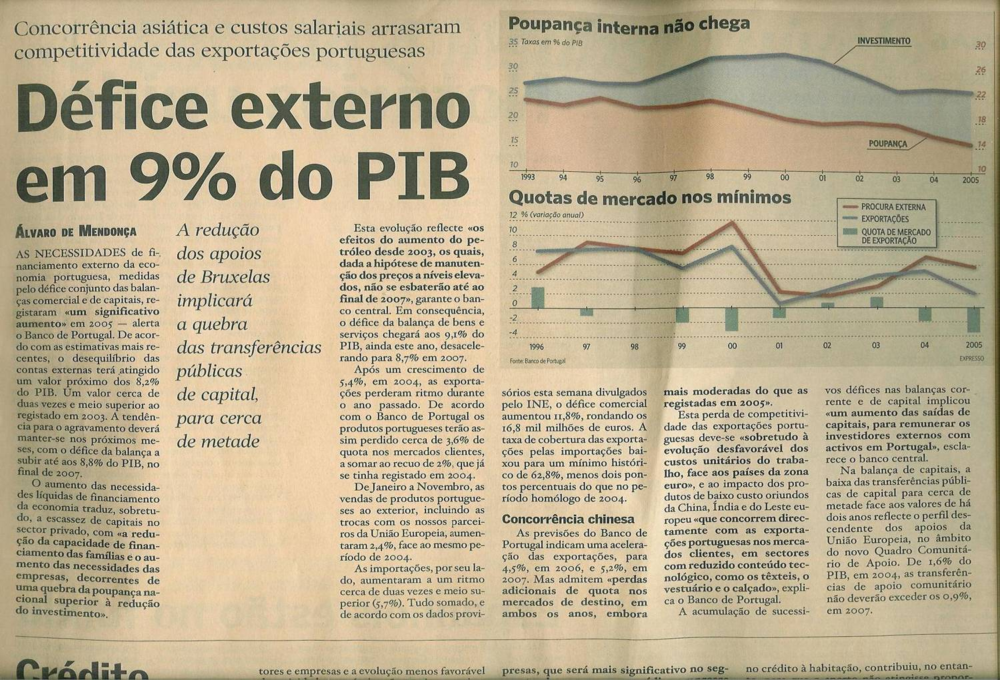 Concorrência asiática e custos salariais arrasaram
competitividade das exportações portuguesas
Défice externo
em 9% do PIB
ÁLVARO DE MENDONÇA
AS NECESSIDADES de fi-
nanciamento externo da eco-
nomia portuguesa, medidas
pelo défice conjunto das balan-
ças comercial e de capitais, re-
gistaram «um significativo
aumento» em 2005 — alerta
o Banco de Portugal. De acor-
do com as estimativas mais re-
centes, o desequilíbrio das
contas externas terá atingido
um valor próximo dos 8,2%
do PIB. Um valor cerca de
duas vezes e meio superior ao
registado em 2003. A tendên-
cia para o agravamento deverá
manter-se nos próximos me-
ses, com o défice da balança a
subir até aos 8,8% do PIB, no
final de 2007.
O aumento das necessida-
des líquidas de financiamento
da economia traduz, sobretu-
do, a escassez de capitais no
sector privado, com «a redu-
ção da capacidade de finan-
ciamento das famílias e o au-
mento das necessidades das
empresas, decorrentes de
uma quebra da poupança na-
cional superior à redução
do investimento».
A redução
dos apoios
de Bruxelas
implicará
a quebra
das transferências
públicas
de capital,
para cerca
de metade
Esta evolução reflecte «os
efeitos do aumento do pe-
tróleo desde 2003, os quais,
dada a hipótese de manuten-
ção dos preços a níveis eleva-
dos, não se esbaterão até ao
final de 2007», garante o ban-
co central. Em consequência,
o défice da balança de bens e
serviços chegará aos 9,1% do
PIB, ainda este ano, desacele-
rando para 8,7% em 2007.
Após um crescimento de
5,4%, em 2004, as exporta-
ções perderam ritmo durante
o ano passado. De acordo
com o Banco de Portugal os
produtos portugueses terão as-
sim perdido cerca de 3,6% de
quota nos mercados clientes,
a somar ao recuo de 2%, que já
se tinha registado em 2004.
De Janeiro a Novembro, as
vendas de produtos portugue-
ses ao exterior, incluindo as
trocas com os nossos parcei-
ros da União Europeia, aumen-
taram 2,4%, face ao mesmo pe-
ríodo de 2004.
As importações, por seu la-
do, aumentaram a um ritmo
cerca de duas vezes e meio su-
perior (5,7%). Tudo somado, e
de acordo com os dados provi-
Poupança interna não chega
35 Taxas em % do PIB
30
25
20
15
10
INVESTIMENTO
POUPANÇA
30
26
22
18
14
10
1993 94 95 96 97 98 99 00 01 02 03 04 2005
Quotas de mercado nos mínimos
12 % (variação anual)
10
8
6
4
2
0
-2
-4
PROCURA EXTERNA
EXPORTAÇÕES
QUOTA DE MERCADO
DE EXPORTAÇÃO
1996 97 98 99 00 01 02 03 04 2005
Fonte: Banco de Portugal
EXPRESSO
sórios esta semana divulgados
pelo INE, o défice comercial
aumentou 11,8%, rondando os
16,8 mil milhões de euros. A
taxa de cobertura das exporta-
ções pelas importações bai-
xou para um mínimo históri-
co de 62,8%, menos dois pon-
tos percentuais do que no pe-
ríodo homólogo de 2004.
Concorrência chinesa
As previsões do Banco de
Portugal indicam uma acelera-
ção das exportações, para
4,5%, em 2006, e 5,2%, em
2007. Mas admitem «perdas
adicionais de quota nos
mercados de destino, em
ambos os anos, embora
mais moderadas do que as
registadas em 2005».
Esta perda de competitivi-
dade das exportações portu-
guesas deve-se «sobretudo à
evolução desfavorável dos
custos unitários do traba-
lho, face aos países da zona
euro», e ao impacto dos pro-
dutos de baixo custo oriundos
da China, Índia e do Leste eu-
ropeu «que concorrem direc-
tamente com as exporta-
ções portuguesas nos merca-
dos clientes, em sectores
com reduzido conteúdo tec-
nológico, como os têxteis, o
vestuário e o calçado», expli-
ca o Banco de Portugal.
A acumulação de sucessi-
vos défices nas balanças cor-
rente e de capital implicou
«um aumento das saídas de
capitais, para remunerar os
investidores externos com
activos em Portugal», escla-
rece o banco central.
Na balança de capitais, a
baixa das transferências públi-
cas de capital para cerca de
metade face aos valores de há
dois anos reflecte o perfil des-
cendente dos apoios da
União Europeia, no âmbito
do novo Quadro Comunitá-
rio de Apoio. De 1,6% do
PIB, em 2004, as transferên-
cias de apoio comunitário
não deverão exceder os 0,9%,
em 2007.
Crédito
tores e empresas e a evolução menos favorável
presas, que será mais significativo no seg-
no crédito à habitação, contribuiu, no entan-